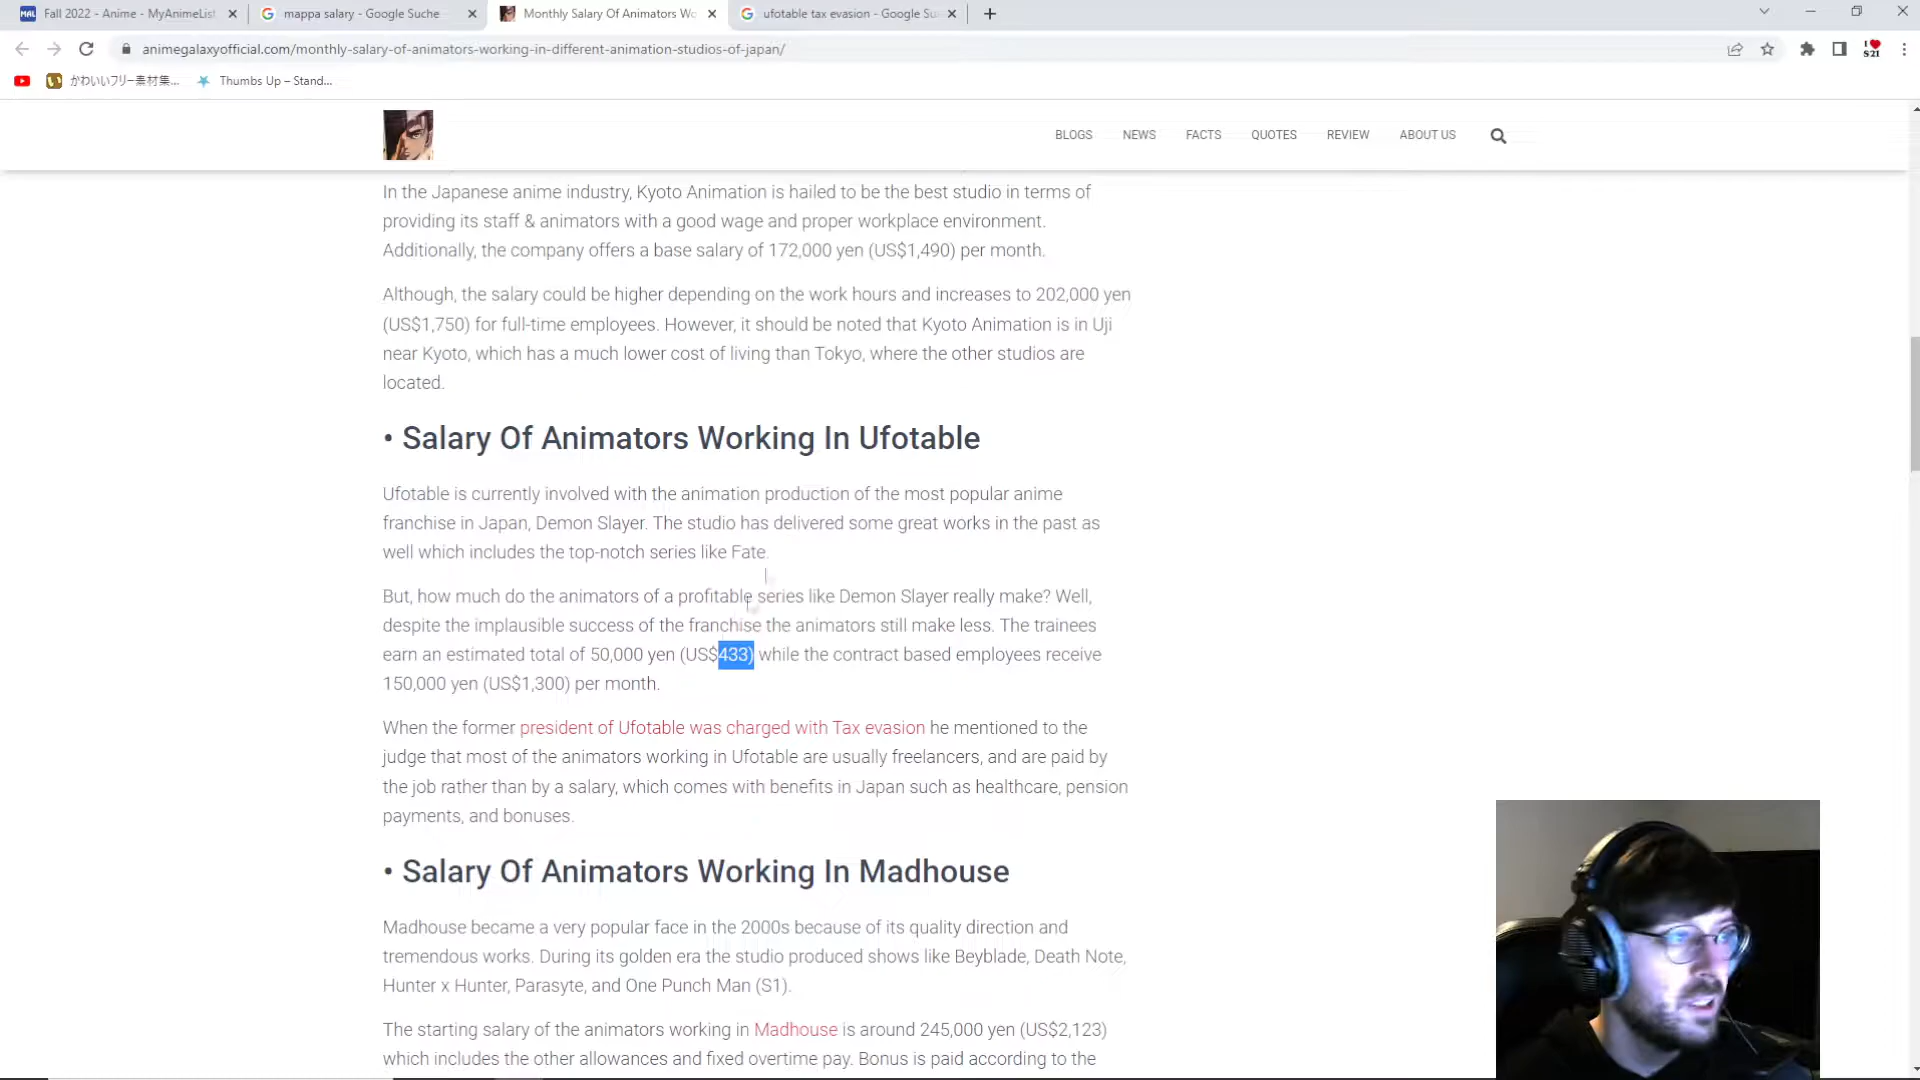 Fall 2022 - Anime - MyAnimeList
mappa salary - Google Suche
Monthly Salary Of Animators Wo
ufotable tax evasion - Google Su
animegalaxyofficial.com/monthly-salary-of-animators-working-in-different-animation-studios-of-japan/
かわいいフリー素材集...
Thumbs Up – Stand...
BLOGS NEWS FACTS QUOTES REVIEW ABOUT US
In the Japanese anime industry, Kyoto Animation is hailed to be the best studio in terms of
providing its staff & animators with a good wage and proper workplace environment.
Additionally, the company offers a base salary of 172,000 yen (US$1,490) per month.
Although, the salary could be higher depending on the work hours and increases to 202,000 yen
(US$1,750) for full-time employees. However, it should be noted that Kyoto Animation is in Uji
near Kyoto, which has a much lower cost of living than Tokyo, where the other studios are
located.
• Salary Of Animators Working In Ufotable
Ufotable is currently involved with the animation production of the most popular anime
franchise in Japan, Demon Slayer. The studio has delivered some great works in the past as
well which includes the top-notch series like Fate.
But, how much do the animators of a profitable series like Demon Slayer really make? Well,
despite the implausible success of the franchise the animators still make less. The trainees
earn an estimated total of 50,000 yen (US$433) while the contract based employees receive
150,000 yen (US$1,300) per month.
When the former president of Ufotable was charged with Tax evasion he mentioned to the
judge that most of the animators working in Ufotable are usually freelancers, and are paid by
the job rather than by a salary, which comes with benefits in Japan such as healthcare, pension
payments, and bonuses.
• Salary Of Animators Working In Madhouse
Madhouse became a very popular face in the 2000s because of its quality direction and
tremendous works. During its golden era the studio produced shows like Beyblade, Death Note,
Hunter x Hunter, Parasyte, and One Punch Man (S1).
The starting salary of the animators working in Madhouse is around 245,000 yen (US$2,123)
which includes the other allowances and fixed overtime pay. Bonus is paid according to the